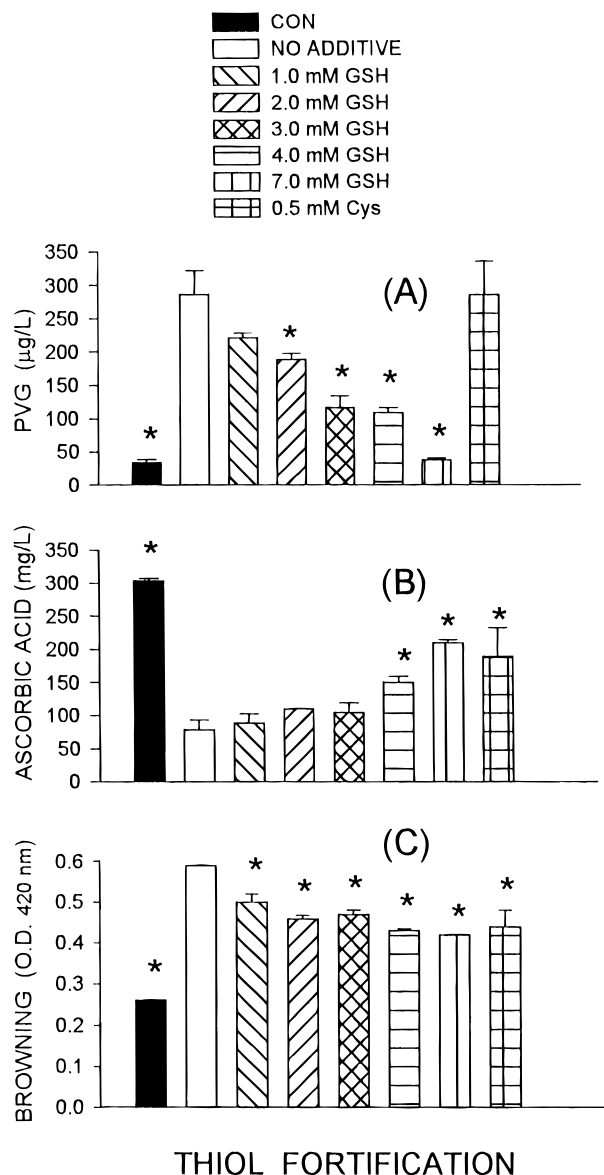 CON
NO ADDITIVE
1.0 mM GSH
2.0 mM GSH
3.0 mM GSH
4.0 mM GSH
7.0 mM GSH
0.5 mM Cys
(A)
PVG (µg/L)
350
300
250
200
150
100
50
0
* * * * *
(B)
ASCORBIC ACID (mg/L)
350
300
250
200
150
100
50
0
* * * *
(C)
BROWNING (O.D. 420 nm)
0.6
0.5
0.4
0.3
0.2
0.1
0.0
* * * * * * *
THIOL FORTIFICATION